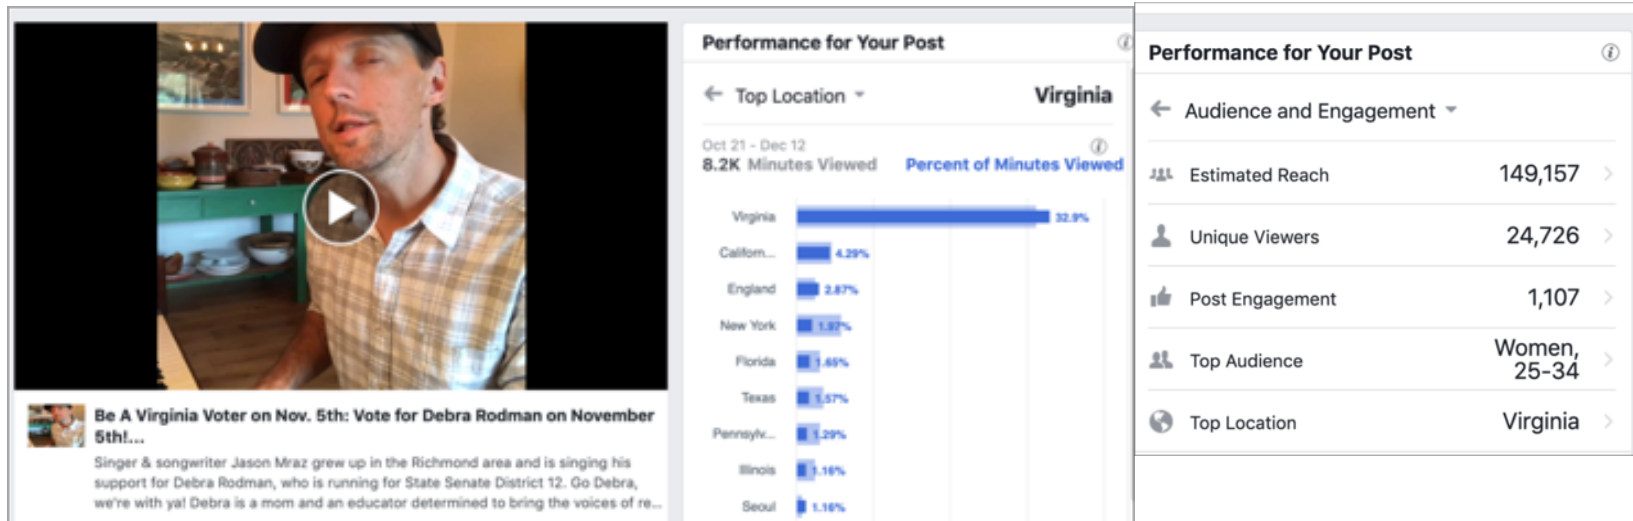 Be A Virginia Voter on Nov. 5th: Vote for Debra Rodman on November
5th!...
Singer & songwriter Jason Mraz grew up in the Richmond area and is singing his
support for Debra Rodman, who is running for State Senate District 12. Go Debra,
we're with ya! Debra is a mom and an educator determined to bring the voices of re...
Performance for Your Post
Top Location
Virginia
Oct 21 - Dec 12
8.2K Minutes Viewed
Percent of Minutes Viewed
Virginia 32.9%
Californ... 4.29%
England 2.87%
New York 1.97%
Florida 1.65%
Texas 1.57%
Pennsylv... 1.29%
Illinois 1.16%
Seoul 1.16%
Performance for Your Post
Audience and Engagement
Estimated Reach 149,157
Unique Viewers 24,726
Post Engagement 1,107
Top Audience Women,
25-34
Top Location Virginia